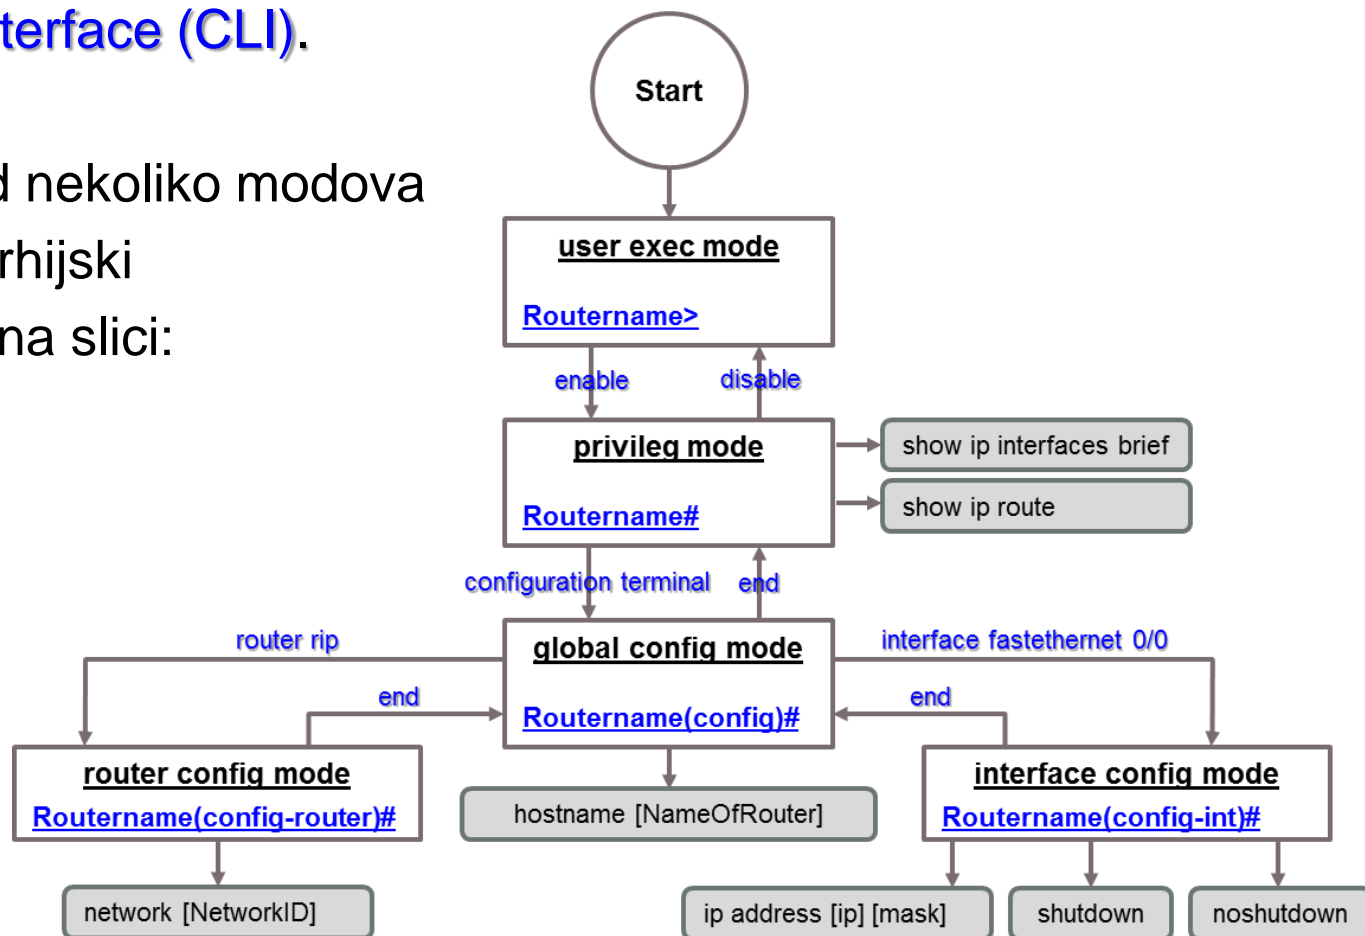 terface (CLI).
Start
d nekoliko modova
rhijski
na slici:
user exec mode
Routername>
enable
disable
privileg mode
Routername#
show ip interfaces brief
show ip route
configuration terminal
end
router rip
global config mode
Routername(config)#
interface fastethernet 0/0
end
end
router config mode
Routername(config-router)#
interface config mode
Routername(config-int)#
hostname [NameOfRouter]
network [NetworkID]
ip address [ip] [mask]
shutdown
noshutdown